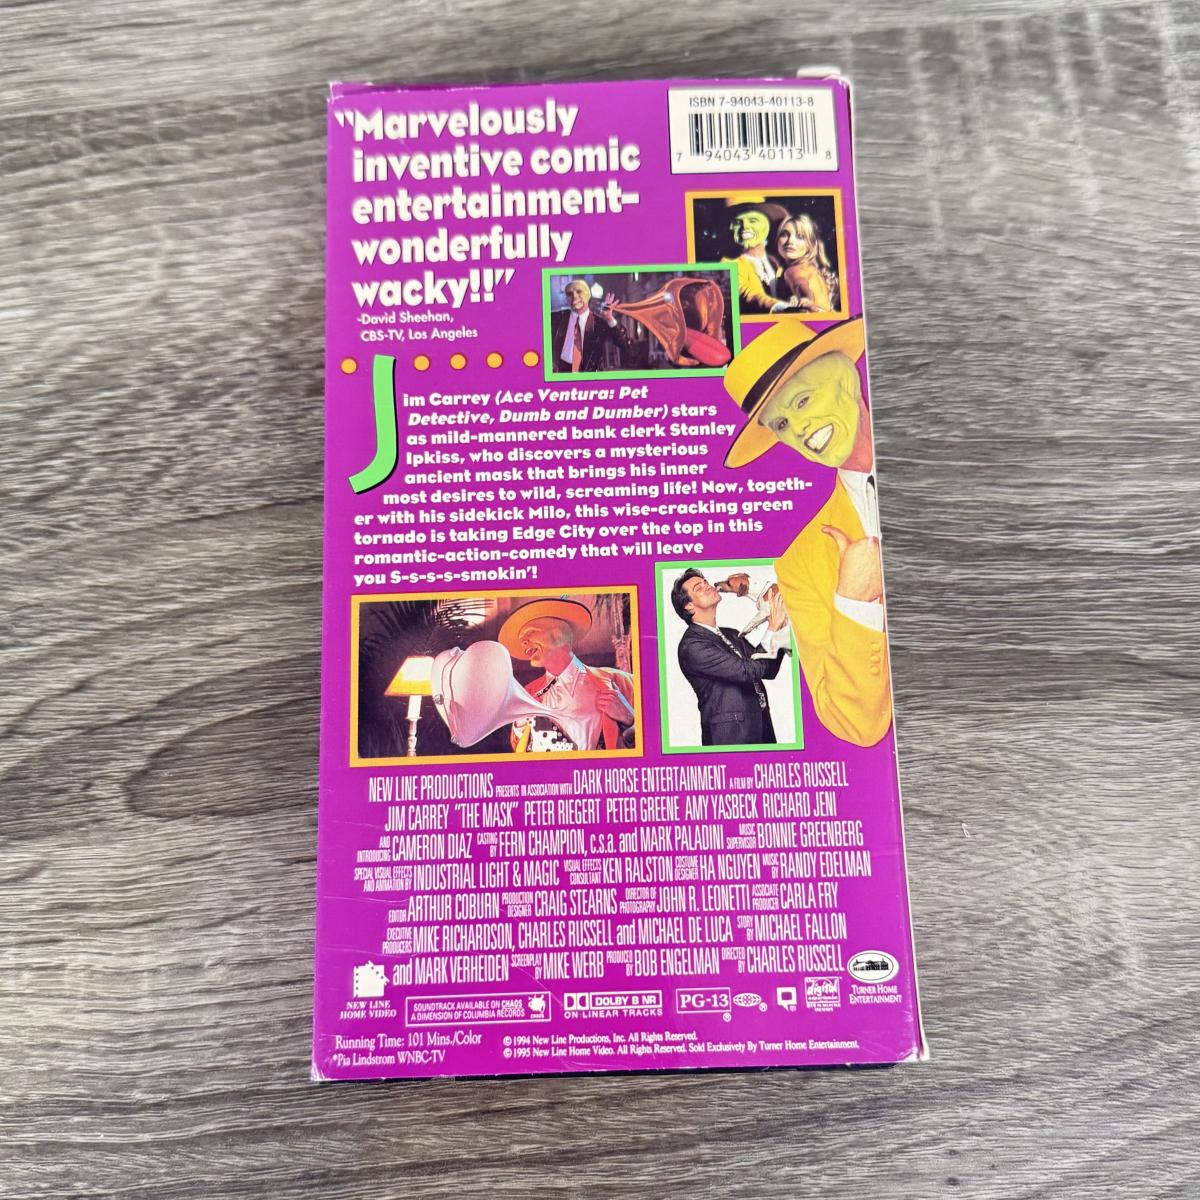 "Marvelously
inventive comic
entertainment-
wonderfully
wacky!!"
-David Sheehan,
CBS-TV, Los Angeles
ISBN 7-94043-40113-8
7 94043 40113 8
Jim Carrey (Ace Ventura: Pet
Detective, Dumb and Dumber) stars
as mild-mannered bank clerk Stanley
Ipkiss, who discovers a mysterious
ancient mask that brings his inner
most desires to wild, screaming life! Now, togeth-
er with his sidekick Milo, this wise-cracking green
tornado is taking Edge City over the top in this
romantic-action-comedy that will leave
you S-s-s-s-smokin'!
NEW LINE PRODUCTIONS PRESENTS IN ASSOCIATION WITH DARK HORSE ENTERTAINMENT A FILM BY CHARLES RUSSELL
JIM CARREY "THE MASK" PETER RIEGERT PETER GREENE AMY YASBECK RICHARD JENI
AND INTRODUCING CAMERON DIAZ CASTING BY FERN CHAMPION, c.s.a. and MARK PALADINI MUSIC SUPERVISOR BONNIE GREENBERG
SPECIAL VISUAL EFFECTS AND ANIMATION BY INDUSTRIAL LIGHT & MAGIC VISUAL EFFECTS CONSULTANT KEN RALSTON COSTUME DESIGNER HA NGUYEN MUSIC BY RANDY EDELMAN
EDITOR ARTHUR COBURN PRODUCTION DESIGNER CRAIG STEARNS DIRECTOR OF PHOTOGRAPHY JOHN R. LEONETTI ASSOCIATE PRODUCER CARLA FRY
EXECUTIVE PRODUCERS MIKE RICHARDSON, CHARLES RUSSELL and MICHAEL DE LUCA STORY BY MICHAEL FALLON
and MARK VERHEIDEN SCREENPLAY BY MIKE WERB PRODUCED BY BOB ENGELMAN DIRECTED BY CHARLES RUSSELL
NEW LINE
HOME VIDEO
SOUNDTRACK AVAILABLE ON CHAOS
A DIMENSION OF COLUMBIA RECORDS
CHAOS
DOLBY B NR
ON LINEAR TRACKS
PG-13
®
®
digital
TURNER HOME
ENTERTAINMENT
Running Time: 101 Mins./Color
*Pia Lindstrom WNBC-TV
©1994 New Line Productions, Inc. All Rights Reserved.
©1995 New Line Home Video. All Rights Reserved. Sold Exclusively By Turner Home Entertainment.